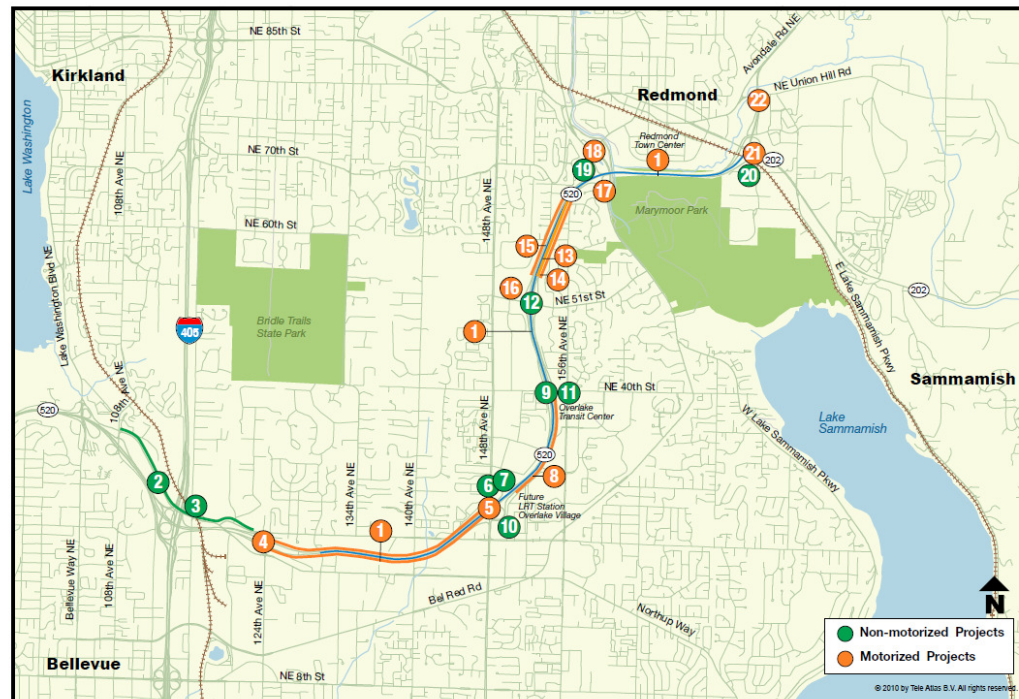 NE 85th St
Avondale Rd NE
Kirkland
NE Union Hill Rd
Redmond
22
Lake Washington
Redmond
Town Center
18
1
21
202
NE 70th St
19
20
108th Ave NE
520
17
148th Ave NE
Marymoor Park
NE 60th St
15
13
14
16
NE 51st St
12
E Lake Sammamish Pkwy
202
Lake Washington Blvd NE
405
Bridle Trails
State Park
1
156th Ave NE
NE 40th St
9
11
Overlake
Transit Center
Sammamish
108th Ave NE
520
148th Ave NE
Lake
Sammamish
W Lake Sammamish Pkwy
520
2
6
7
8
3
5
Future
LRT Station
Overlake Village
134th Ave NE
140th Ave NE
10
4
1
Bellevue Way NE
108th Ave NE
124th Ave NE
Bel Red Rd
Northup Way
N
Non-motorized Projects
Motorized Projects
Bellevue
NE 8th St
© 2010 by Tele Atlas B.V. All rights reserved.